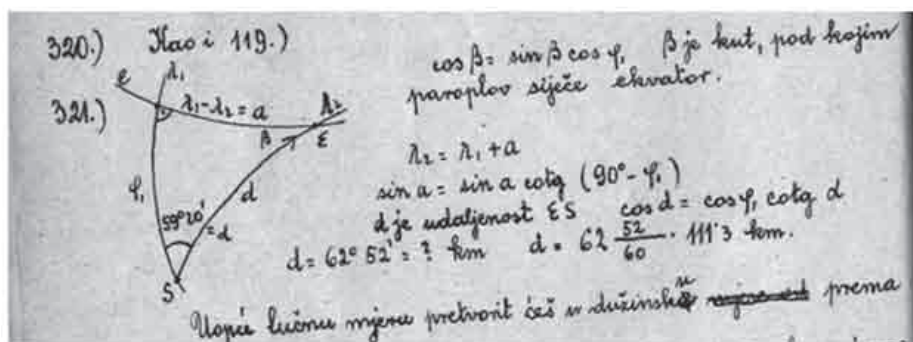 320.) Kao i 119.)
cos β = sin β cos φ, β je kut, pod kojim
paroplov siječe ekvator.
321.)
e
λ₁
λ₁-λ₂ = a
λ₂
β
ε
φ₁
d
59°20'
= α
S
λ₂ = λ₁ + a
sin a = sin a cotg (90° - φ₁)
d je udaljenost ES cos d = cos φ₁ cotg d
d = 62° 52' = ? km d = 62 52/60 · 111'3 km.
Uopće lučnu mjeru pretvorit ćeš u dužinsku prema